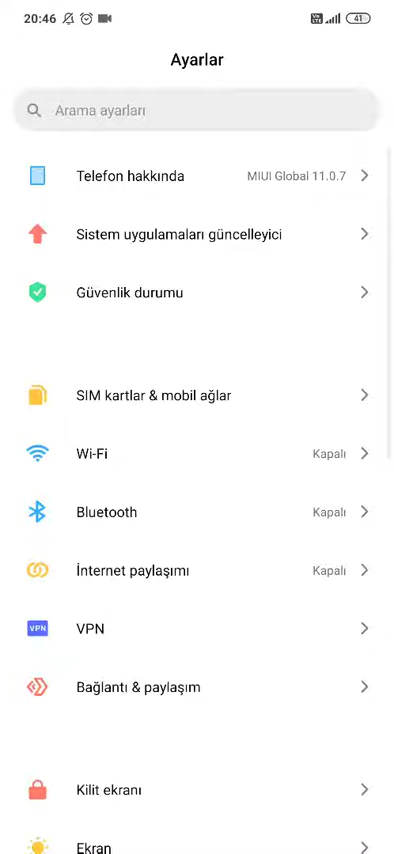 20:46 41
Ayarlar
Arama ayarları
Telefon hakkında MIUI Global 11.0.7
Sistem uygulamaları güncelleyici
Güvenlik durumu
SIM kartlar & mobil ağlar
Wi-Fi Kapalı
Bluetooth Kapalı
İnternet paylaşımı Kapalı
VPN VPN
Bağlantı & paylaşım
Kilit ekranı
Ekran